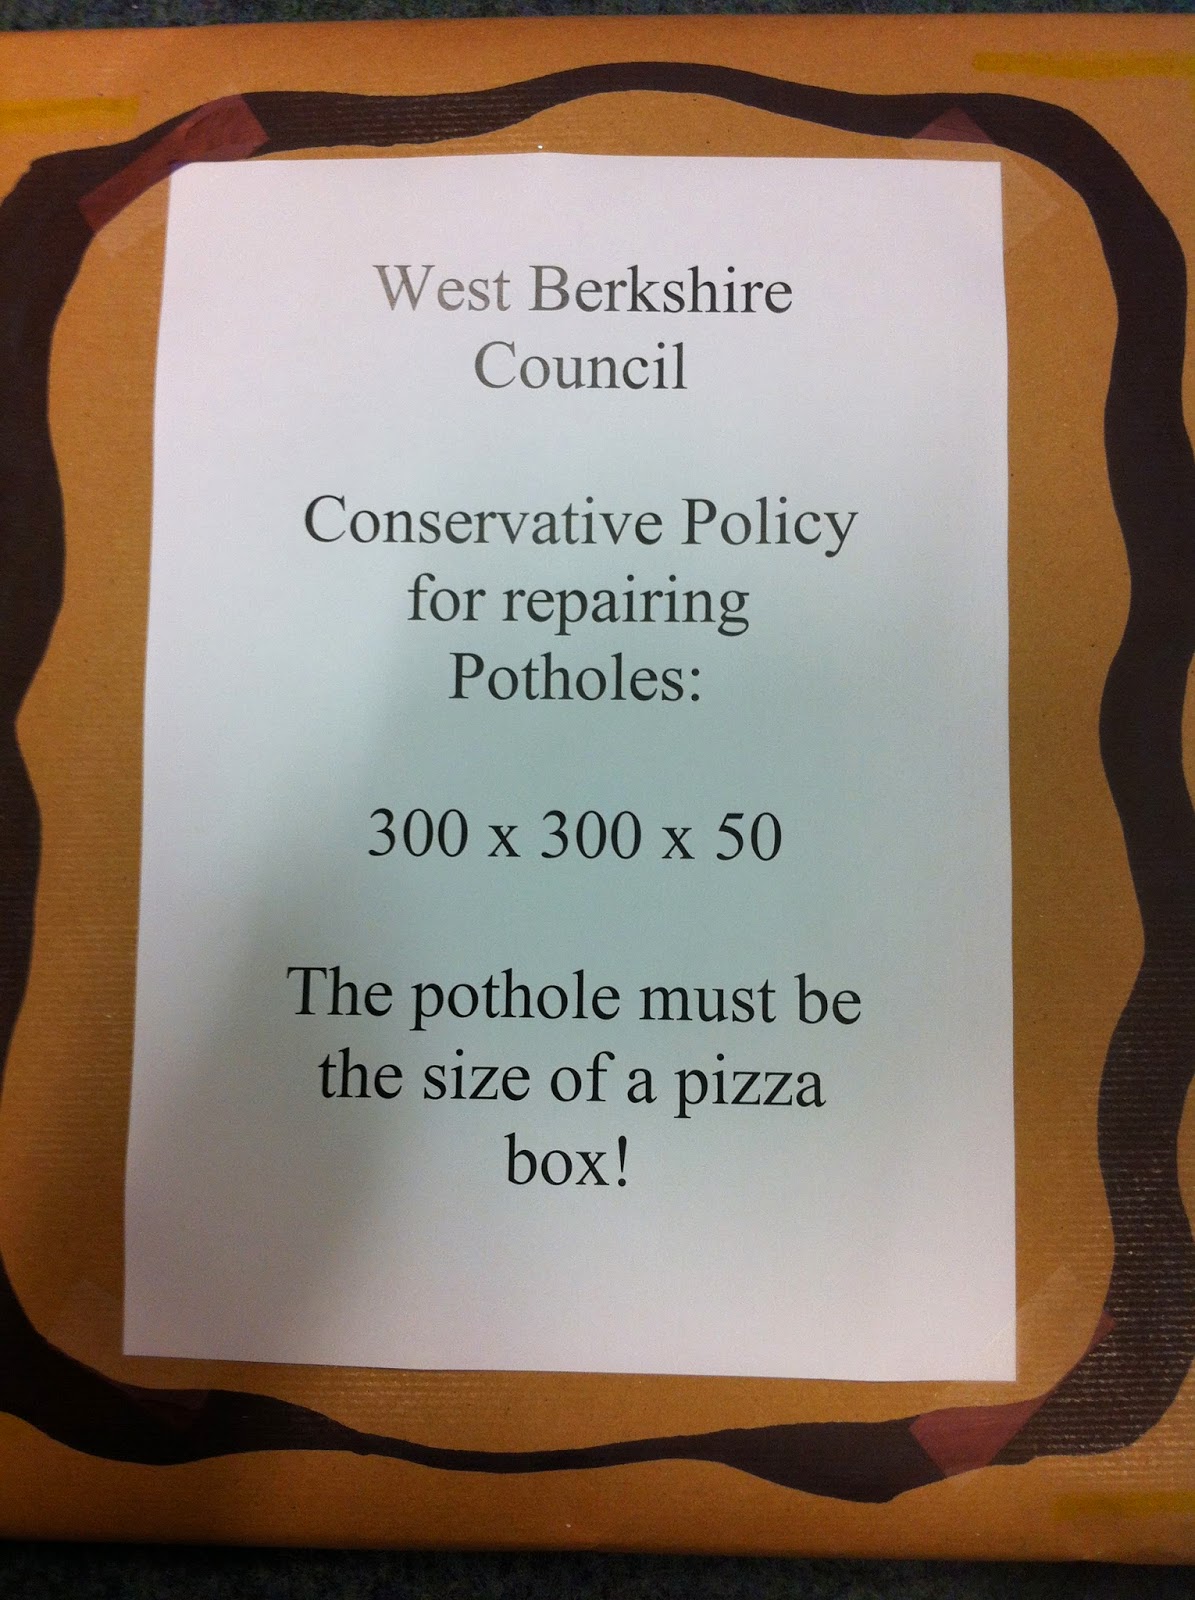 West Berkshire
Council
Conservative Policy
for repairing
Potholes:
300 x 300 x 50
The pothole must be
the size of a pizza
box!